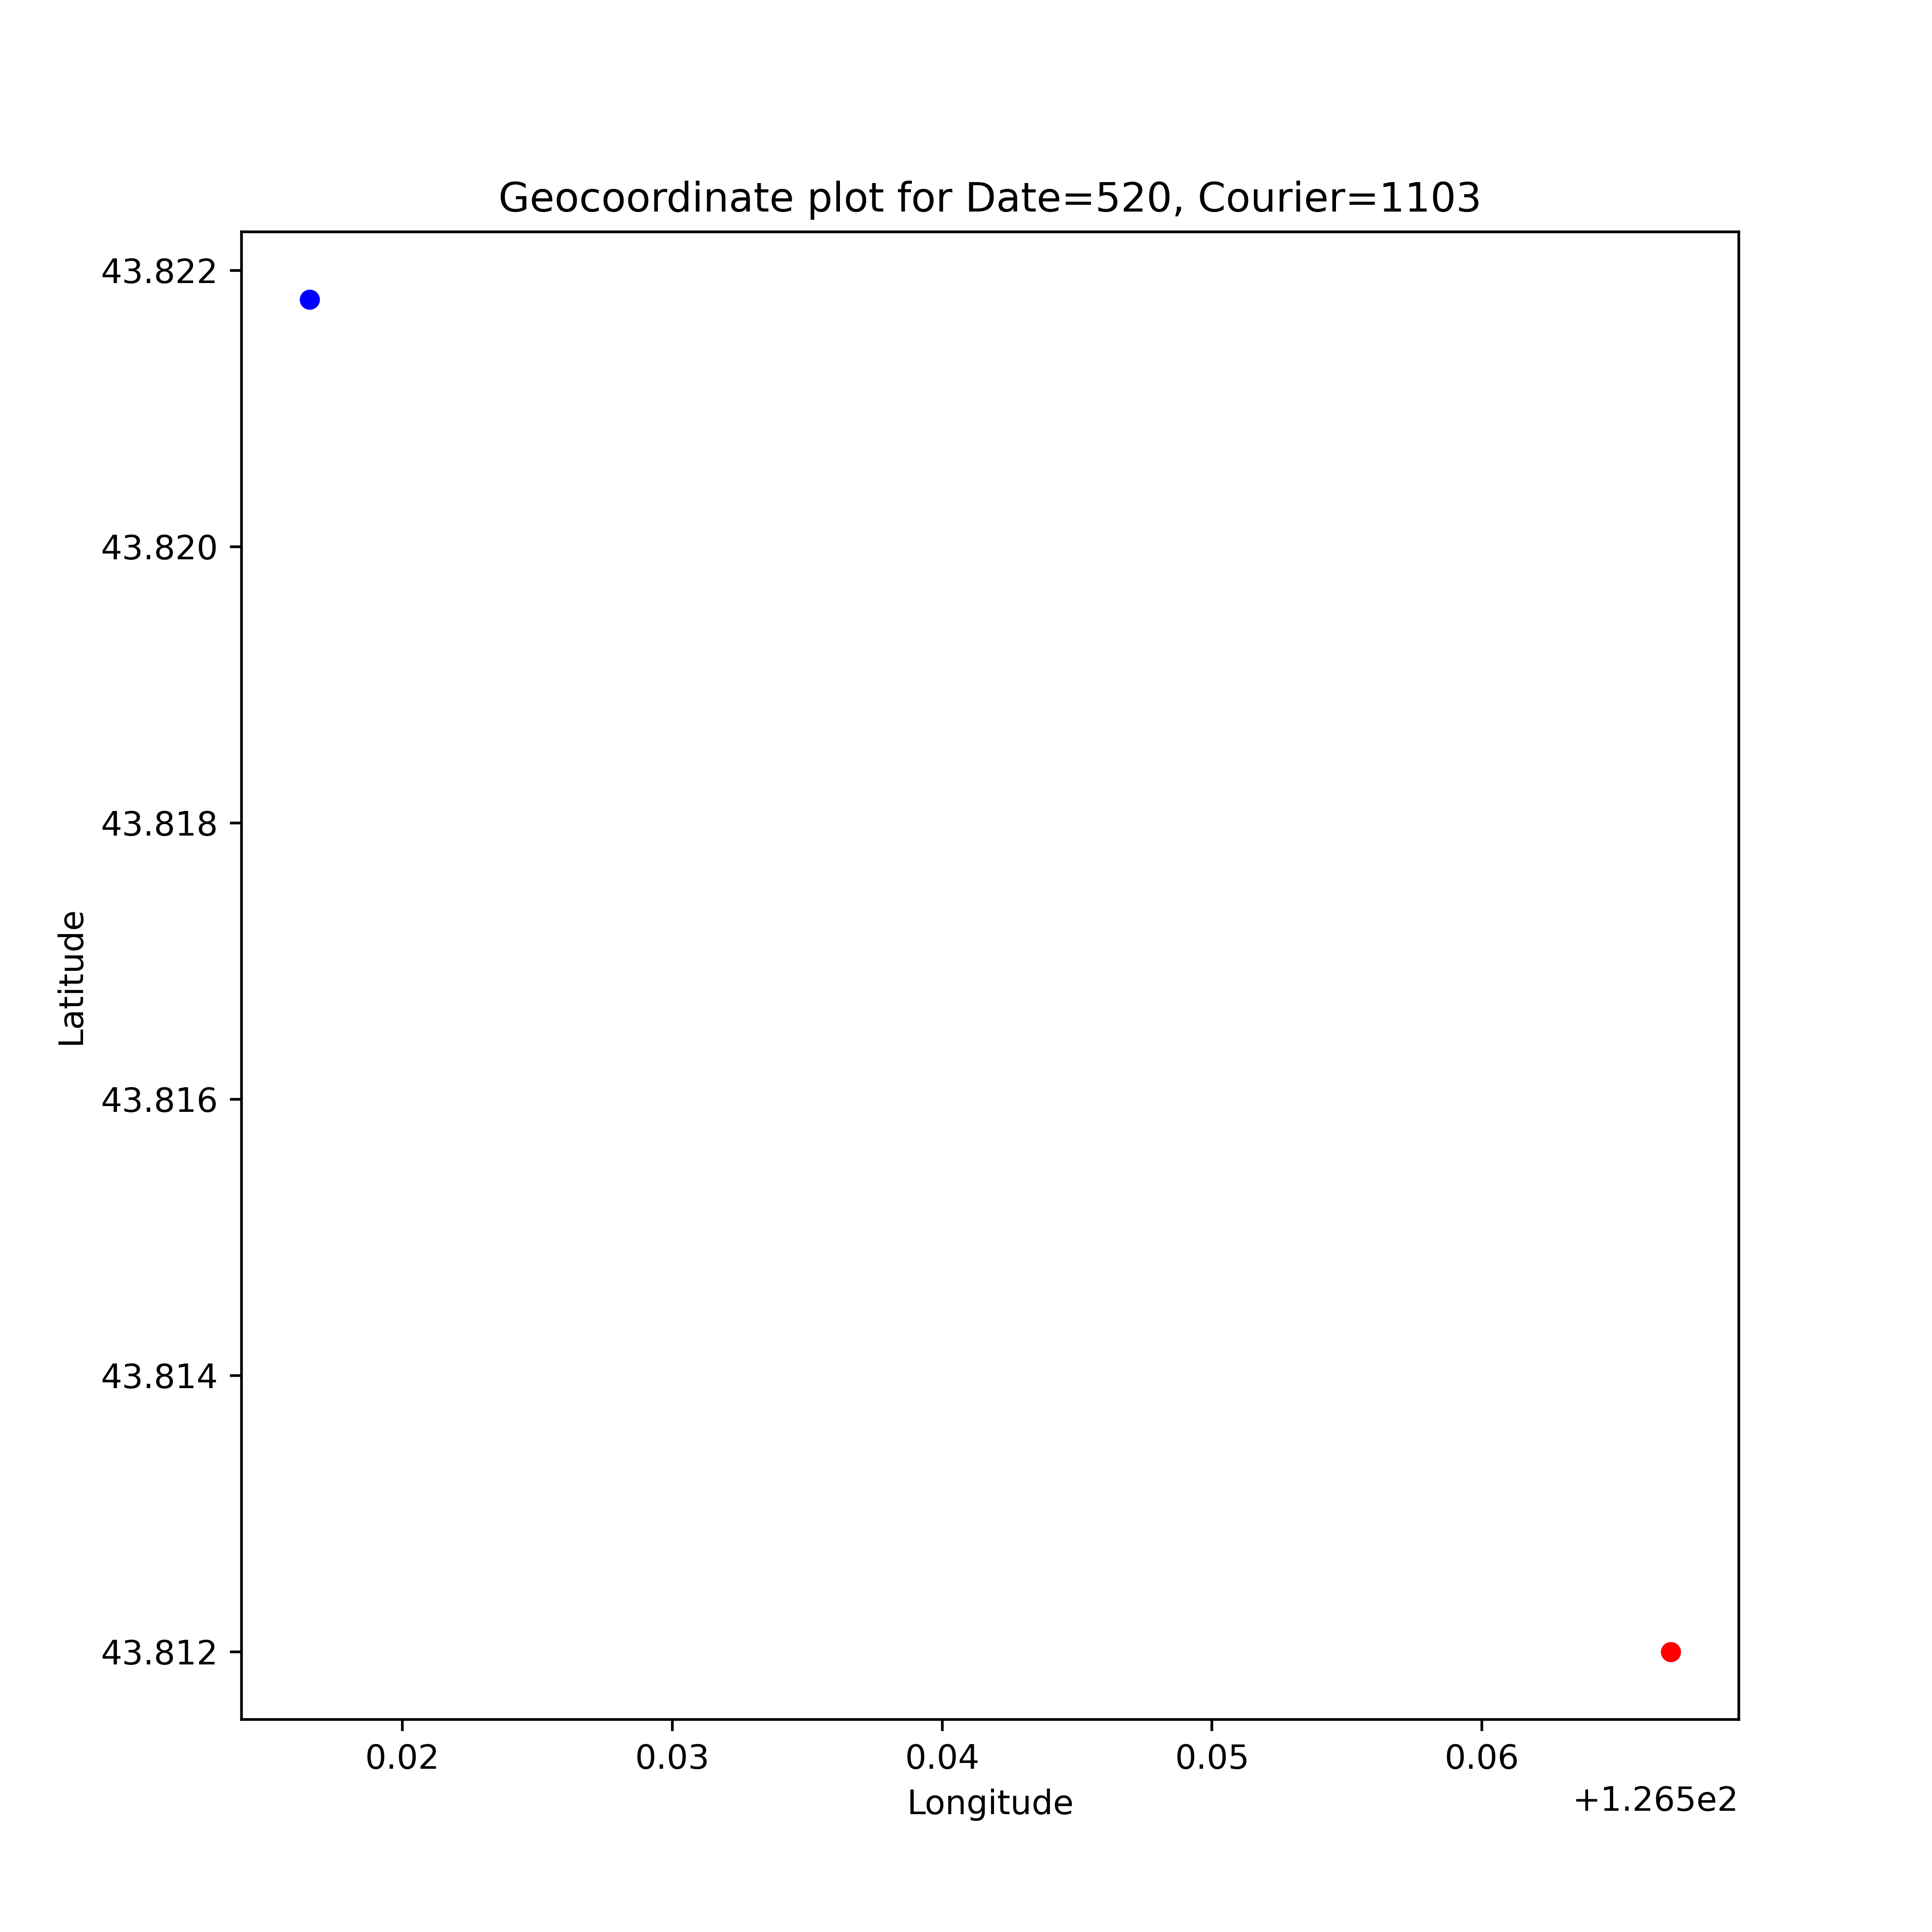 Geocoordinate plot for Date=520, Courier=1103
43.822
43.820
43.818
43.816
43.814
43.812
Latitude
0.02 0.03 0.04 0.05 0.06
Longitude
+1.265e2